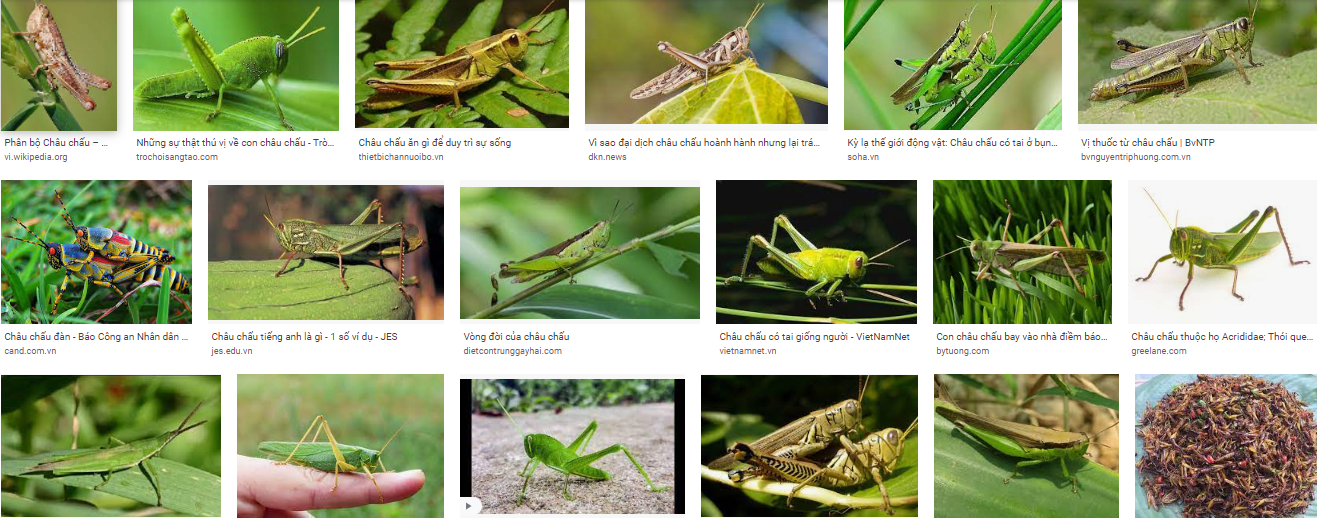 Phân bộ Châu chấu – ...
vi.wikipedia.org
Những sự thật thú vị về con châu chấu - Trò...
trochoisangtao.com
Châu chấu ăn gì để duy trì sự sống
thietbichannuoibo.vn
Vì sao đại dịch châu chấu hoành hành nhưng lại trá...
dkn.news
Kỳ lạ thế giới động vật: Châu chấu có tai ở bụn...
soha.vn
Vị thuốc từ châu chấu | BvNTP
bvnguyentriphuong.com.vn
Châu chấu đàn - Báo Công an Nhân dân ...
cand.com.vn
Châu chấu tiếng anh là gì - 1 số ví dụ - JES
jes.edu.vn
Vòng đời của châu chấu
dietcontrunggayhai.com
Châu chấu có tai giống người - VietNamNet
vietnamnet.vn
Con châu chấu bay vào nhà điềm báo...
bytuong.com
Châu chấu thuộc họ Acrididae; Thói que...
greelane.com